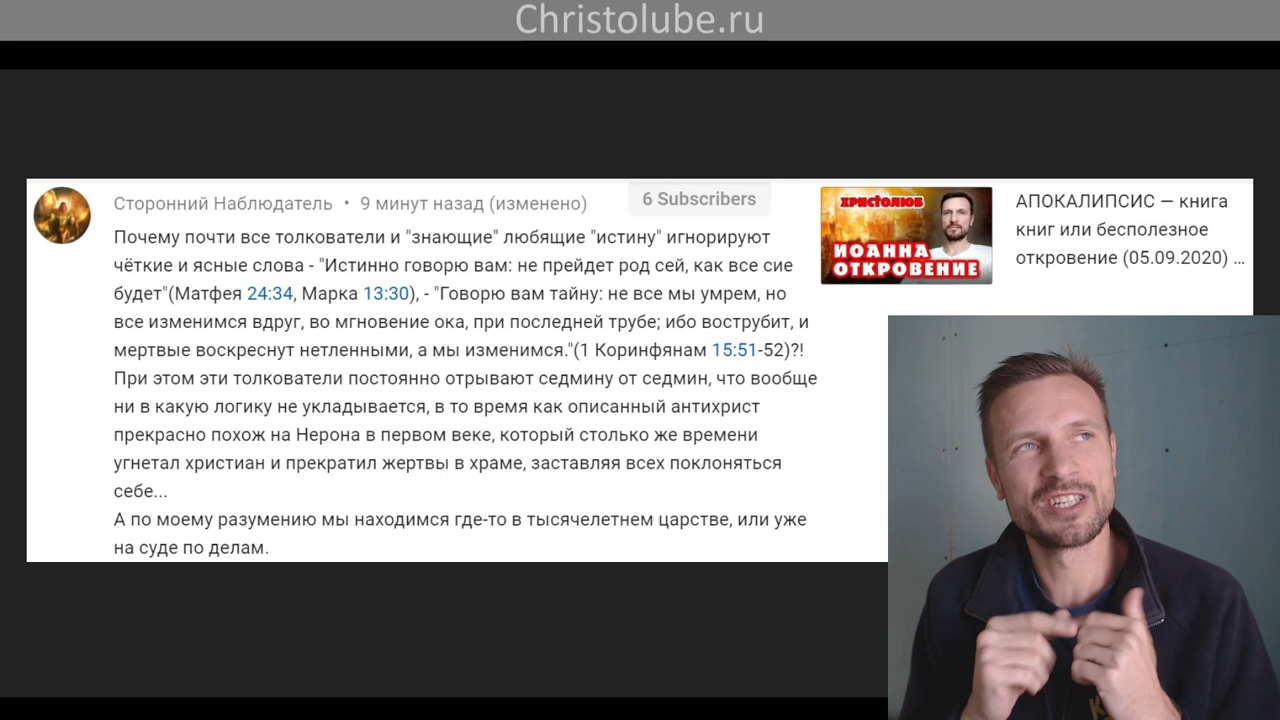 Christolube.ru
Сторонний Наблюдатель • 9 минут назад (изменено)
6 Subscribers
Почему почти все толкователи и "знающие" любящие "истину" игнорируют
чёткие и ясные слова - "Истинно говорю вам: не прейдет род сей, как все сие
будет"(Матфея 24:34, Марка 13:30), - "Говорю вам тайну: не все мы умрем, но
все изменимся вдруг, во мгновение ока, при последней трубе; ибо вострубит, и
мертвые воскреснут нетленными, а мы изменимся."(1 Коринфянам 15:51-52)?!
При этом эти толкователи постоянно отрывают седмину от седмин, что вообще
ни в какую логику не укладывается, в то время как описанный антихрист
прекрасно похож на Нерона в первом веке, который столько же времени
угнетал христиан и прекратил жертвы в храме, заставляя всех поклоняться
себе...
А по моему разумению мы находимся где-то в тысячелетнем царстве, или уже
на суде по делам.
ХРИСТОЛЮБ
ИОАННА
ОТКРОВЕНИЕ
АПОКАЛИПСИС — книга
книг или бесполезное
откровение (05.09.2020) ...